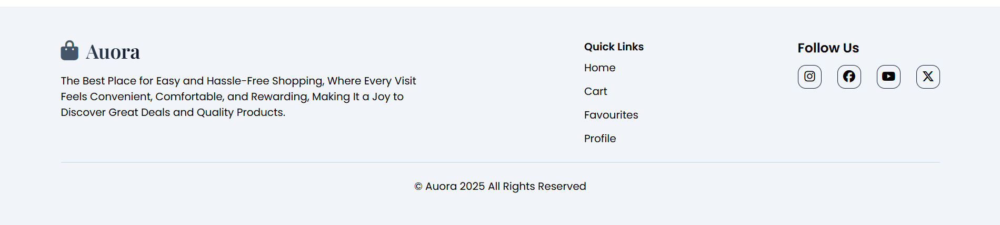 Auora
The Best Place for Easy and Hassle-Free Shopping, Where Every Visit
Feels Convenient, Comfortable, and Rewarding, Making It a Joy to
Discover Great Deals and Quality Products.
Quick Links
Home
Cart
Favourites
Profile
Follow Us
© Auora 2025 All Rights Reserved